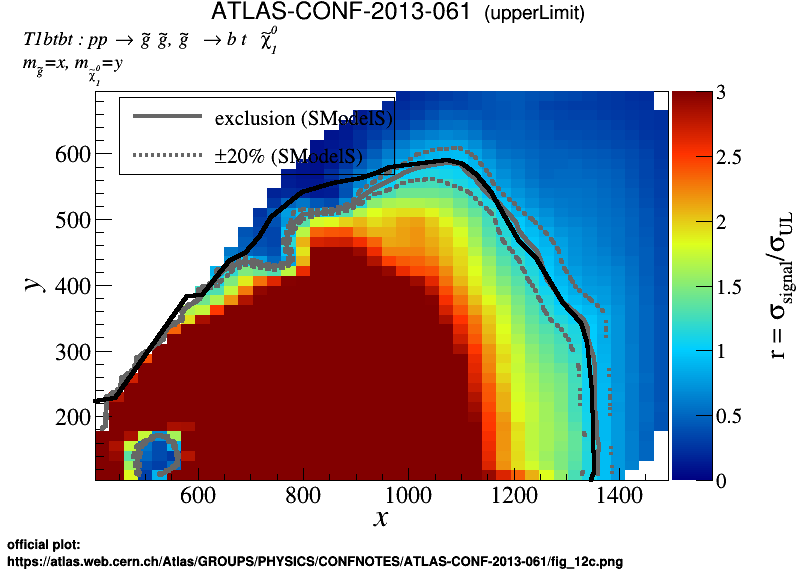 ATLAS-CONF-2013-061 (upperLimit)
T1btbt : pp → g̃ g̃, g̃ → b t χ̃₁⁰
m_g̃=x, m_χ̃₁⁰=y
exclusion (SModelS)
±20% (SModelS)
600
500
400
300
200
y
600 800 1000 1200 1400
x
3
2.5
2
1.5
1
0.5
0
r = σ_signal/σ_UL
official plot:
https://atlas.web.cern.ch/Atlas/GROUPS/PHYSICS/CONFNOTES/ATLAS-CONF-2013-061/fig_12c.png